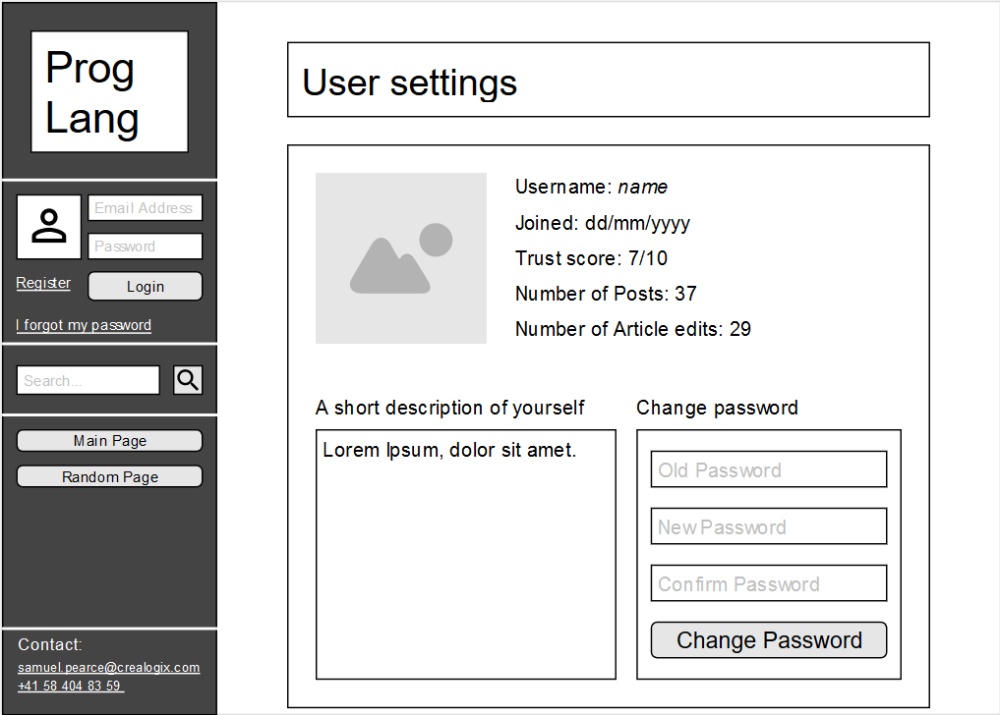 Prog
Lang
Email Address
Password
Register
Login
I forgot my password
Search...
Main Page
Random Page
Contact:
samuel.pearce@crealogix.com
+41 58 404 83 59
User settings
Username: name
Joined: dd/mm/yyyy
Trust score: 7/10
Number of Posts: 37
Number of Article edits: 29
A short description of yourself
Lorem Ipsum, dolor sit amet.
Change password
Old Password
New Password
Confirm Password
Change Password